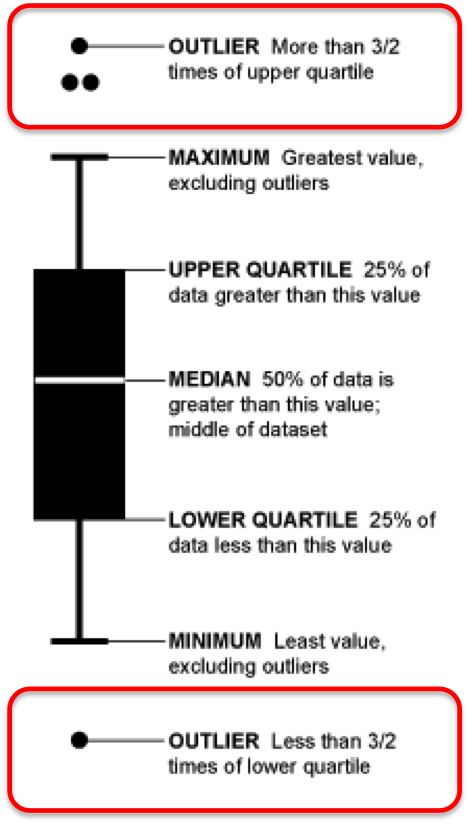 OUTLIER More than 3/2
times of upper quartile
MAXIMUM Greatest value,
excluding outliers
UPPER QUARTILE 25% of
data greater than this value
MEDIAN 50% of data is
greater than this value;
middle of dataset
LOWER QUARTILE 25% of
data less than this value
MINIMUM Least value,
excluding outliers
OUTLIER Less than 3/2
times of lower quartile